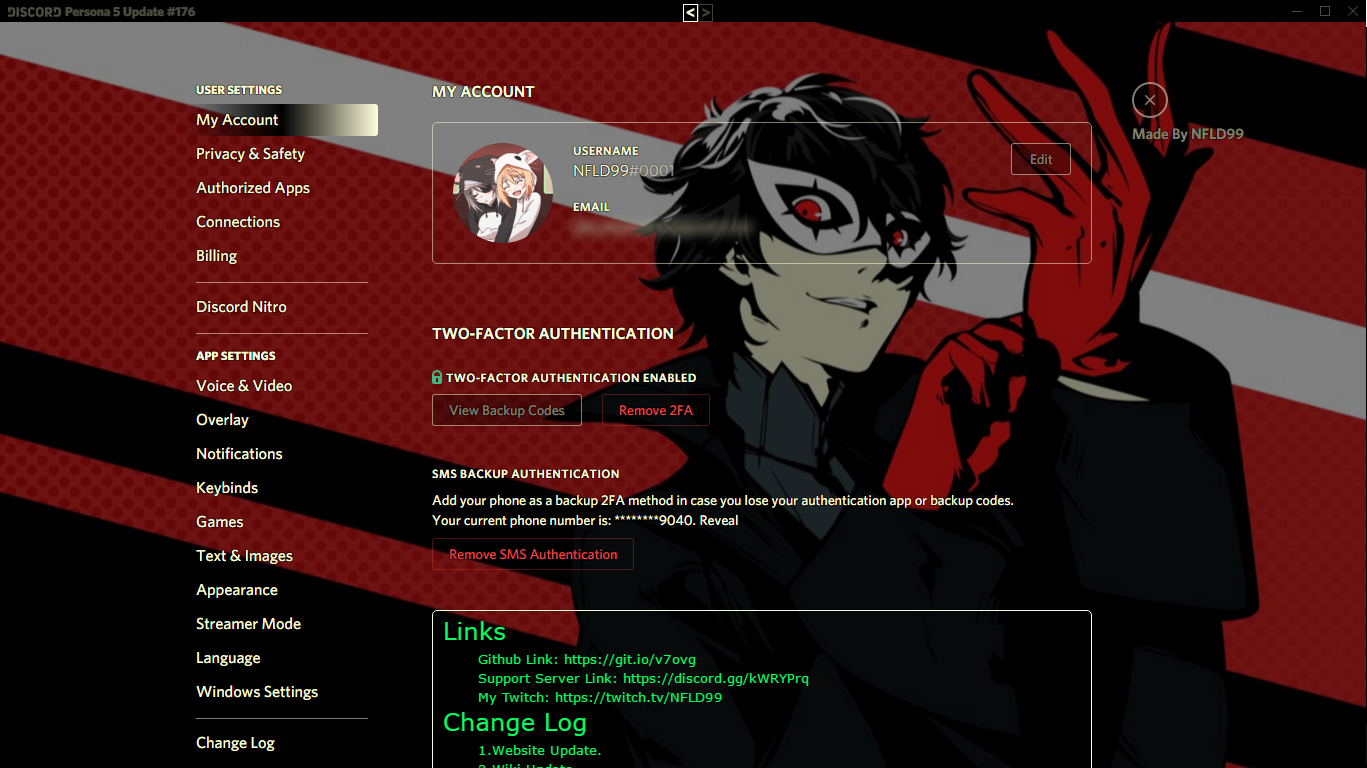 DISCORD Persona 5 Update #176
< >
USER SETTINGS
My Account
Privacy & Safety
Authorized Apps
Connections
Billing
Discord Nitro
APP SETTINGS
Voice & Video
Overlay
Notifications
Keybinds
Games
Text & Images
Appearance
Streamer Mode
Language
Windows Settings
Change Log
MY ACCOUNT
USERNAME
NFLD99#0001
EMAIL
Edit
Made By NFLD99
TWO-FACTOR AUTHENTICATION
TWO-FACTOR AUTHENTICATION ENABLED
View Backup Codes
Remove 2FA
SMS BACKUP AUTHENTICATION
Add your phone as a backup 2FA method in case you lose your authentication app or backup codes.
Your current phone number is: ********9040. Reveal
Remove SMS Authentication
Links
Github Link: https://git.io/v7ovg
Support Server Link: https://discord.gg/kWRYPrq
My Twitch: https://twitch.tv/NFLD99
Change Log
1.Website Update.
2.Wiki Update.